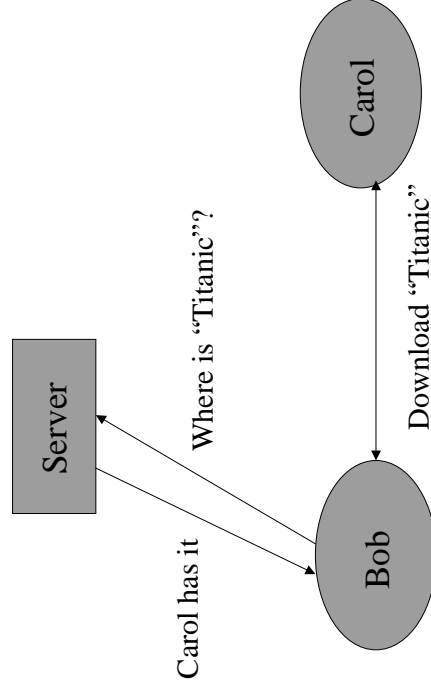 Server
Carol has it
Where is “Titanic”?
Bob
Download “Titanic”
Carol